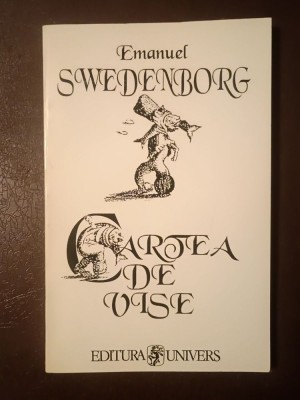 Emanuel
SWEDENBORG
CARTEA
DE
VISE
EDITURA UNIVERS